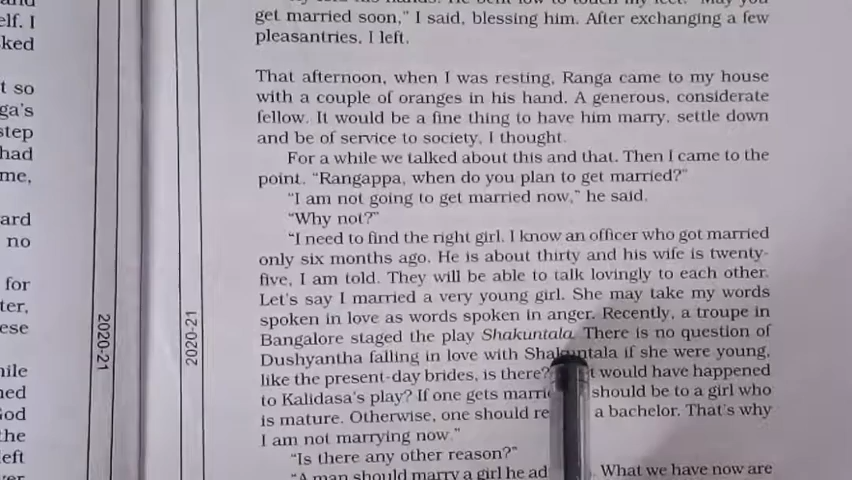 elf. I
ked
t so
ga's
step
had
me,
ard
no
for
ter,
ese
ned
God
the
left
2020-21
2020-21
get married soon," I said, blessing him. After exchanging a few
pleasantries, I left.
That afternoon, when I was resting, Ranga came to my house
with a couple of oranges in his hand. A generous, considerate
fellow. It would be a fine thing to have him marry, settle down
and be of service to society, I thought.
For a while we talked about this and that. Then I came to the
point. "Rangappa, when do you plan to get married?"
"I am not going to get married now," he said.
"Why not?"
"I need to find the right girl. I know an officer who got married
only six months ago. He is about thirty and his wife is twenty-
five, I am told. They will be able to talk lovingly to each other.
Let's say I married a very young girl. She may take my words
spoken in love as words spoken in anger. Recently, a troupe in
Bangalore staged the play Shakuntala. There is no question of
Dushyantha falling in love with Shakuntala if she were young,
like the present-day brides, is there? t would have happened
to Kalidasa's play? If one gets marri should be to a girl who
is mature. Otherwise, one should re a bachelor. That's why
I am not marrying now."
"Is there any other reason?"
"A man should marry a girl he ad What we have now are